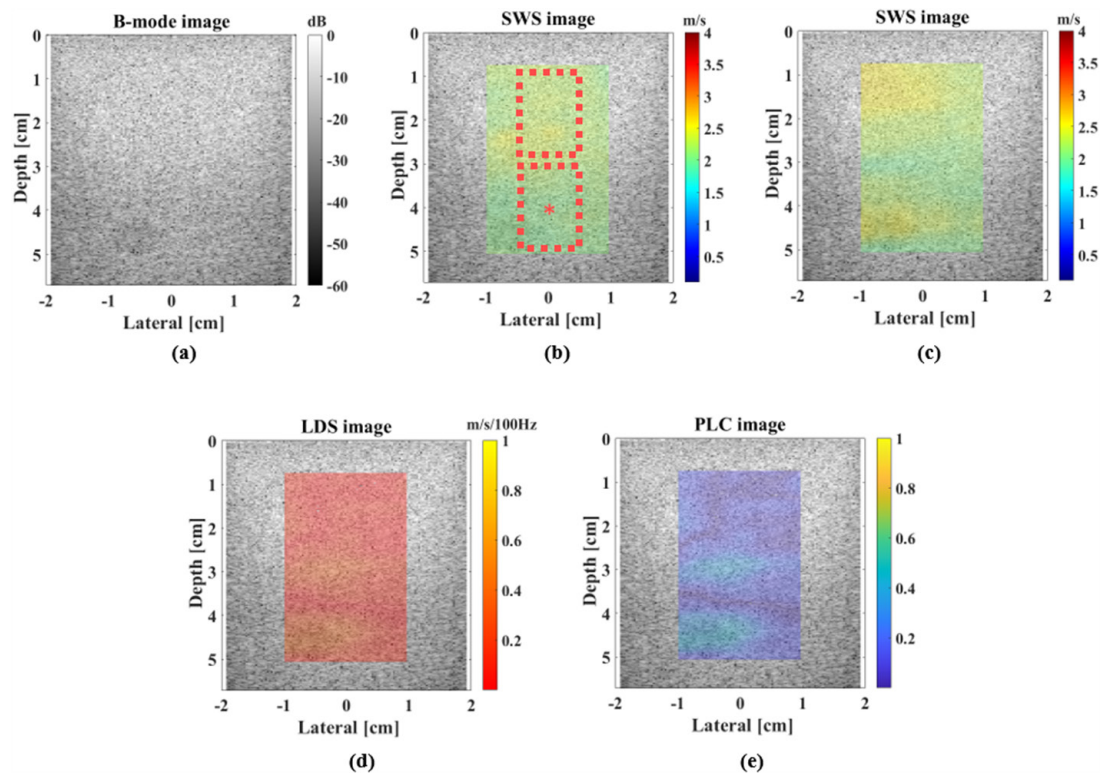 B-mode image
dB
0
-10
-20
-30
-40
-50
-60
0
1
2
3
4
5
Depth [cm]
-2 -1 0 1 2
Lateral [cm]
(a)
SWS image
m/s
4
3.5
3
2.5
2
1.5
1
0.5
0
1
2
3
4
5
Depth [cm]
*
-2 -1 0 1 2
Lateral [cm]
(b)
SWS image
m/s
4
3.5
3
2.5
2
1.5
1
0.5
0
1
2
3
4
5
Depth [cm]
-2 -1 0 1 2
Lateral [cm]
(c)
LDS image
m/s/100Hz
1
0.8
0.6
0.4
0.2
0
1
2
3
4
5
Depth [cm]
-2 -1 0 1 2
Lateral [cm]
(d)
PLC image
1
0.8
0.6
0.4
0.2
0
1
2
3
4
5
Depth [cm]
-2 -1 0 1 2
Lateral [cm]
(e)